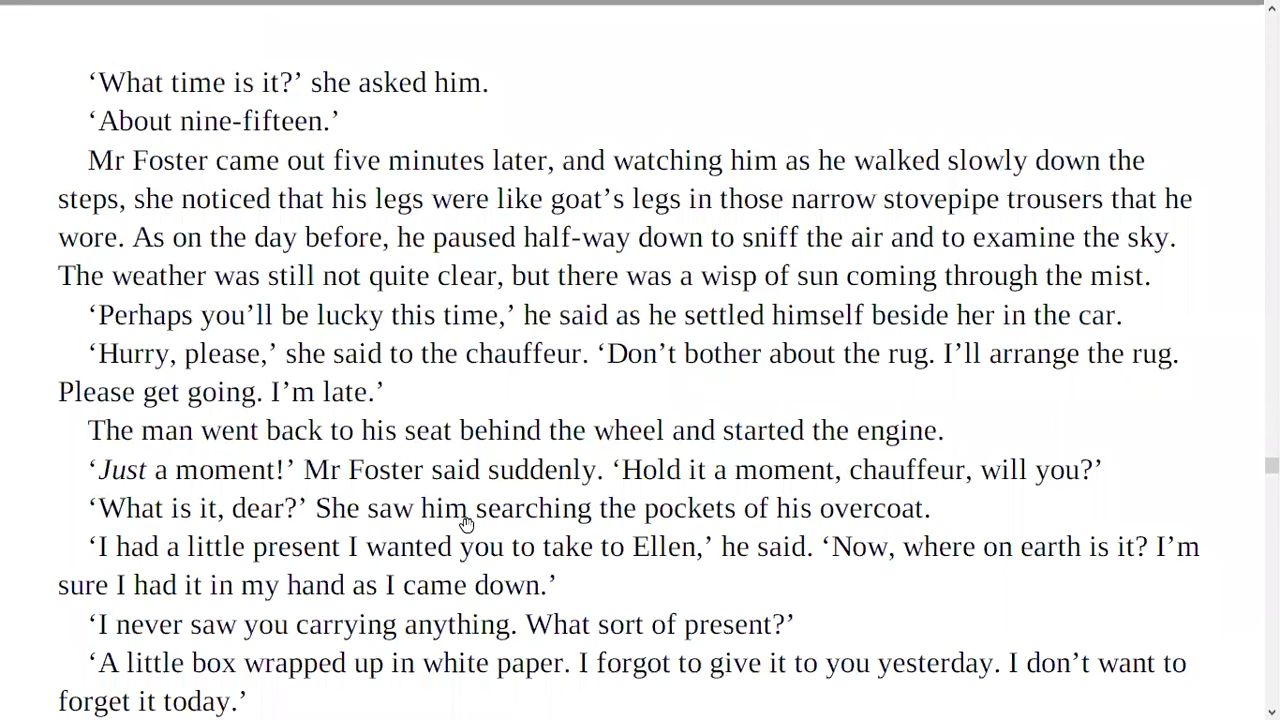 ‘What time is it?’ she asked him.
‘About nine-fifteen.’
Mr Foster came out five minutes later, and watching him as he walked slowly down the
steps, she noticed that his legs were like goat’s legs in those narrow stovepipe trousers that he
wore. As on the day before, he paused half-way down to sniff the air and to examine the sky.
The weather was still not quite clear, but there was a wisp of sun coming through the mist.
‘Perhaps you’ll be lucky this time,’ he said as he settled himself beside her in the car.
‘Hurry, please,’ she said to the chauffeur. ‘Don’t bother about the rug. I’ll arrange the rug.
Please get going. I’m late.’
The man went back to his seat behind the wheel and started the engine.
‘Just a moment!’ Mr Foster said suddenly. ‘Hold it a moment, chauffeur, will you?’
‘What is it, dear?’ She saw him searching the pockets of his overcoat.
‘I had a little present I wanted you to take to Ellen,’ he said. ‘Now, where on earth is it? I’m
sure I had it in my hand as I came down.’
‘I never saw you carrying anything. What sort of present?’
‘A little box wrapped up in white paper. I forgot to give it to you yesterday. I don’t want to
forget it today.’